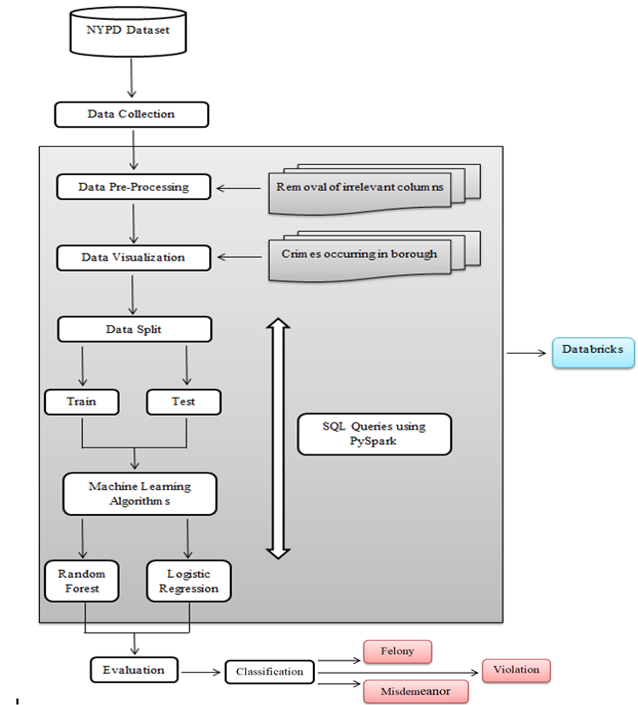 NYPD Dataset
Data Collection
Data Pre-Processing
Removal of irrelevant columns
Data Visualization
Crimes occurring in borough
Data Split
Databricks
Train
Test
SQL Queries using
PySpark
Machine Learning
Algorithms
Random
Forest
Logistic
Regression
Evaluation
Classification
Felony
Violation
Misdemeanor